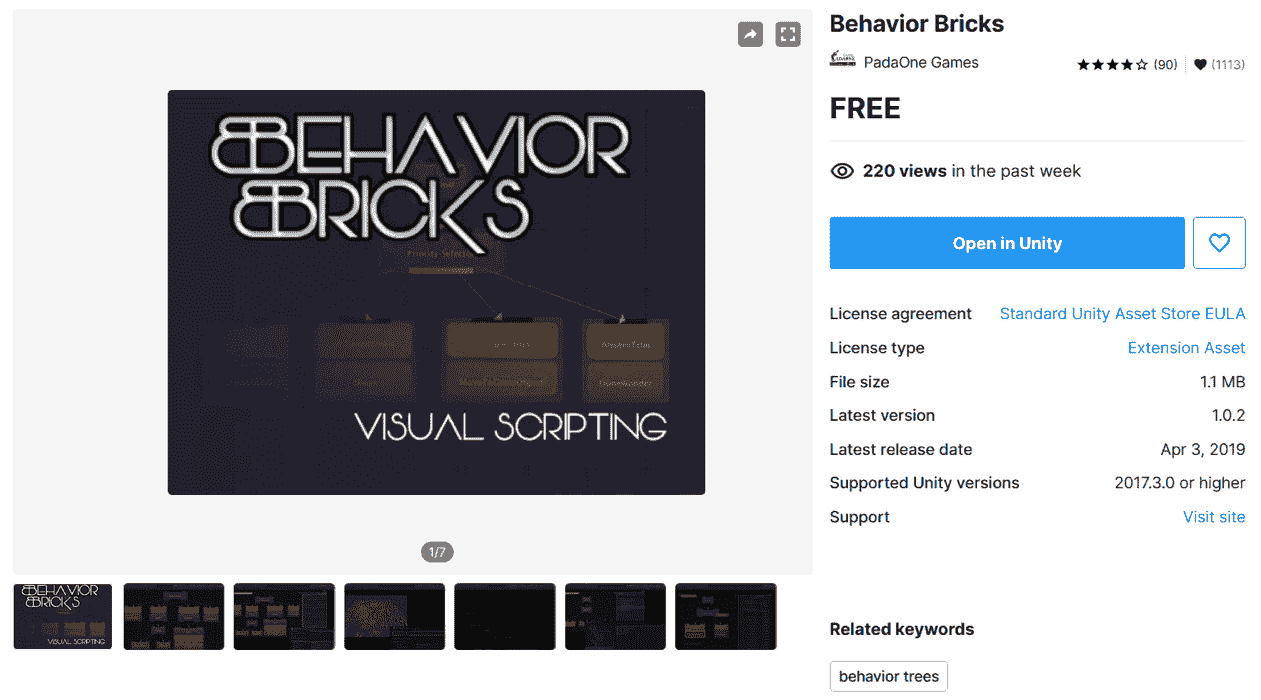 Behavior Bricks
PadaOne Games
(90)
(1113)
FREE
220 views in the past week
Open in Unity
License agreement Standard Unity Asset Store EULA
License type Extension Asset
File size 1.1 MB
Latest version 1.0.2
Latest release date Apr 3, 2019
Supported Unity versions 2017.3.0 or higher
Support Visit site
Related keywords
behavior trees
BEHAVIOR
BRICKS
Priority Selector
VISUAL SCRIPTING
1/7
BEHAVIOR
BRICKS
VISUAL SCRIPTING